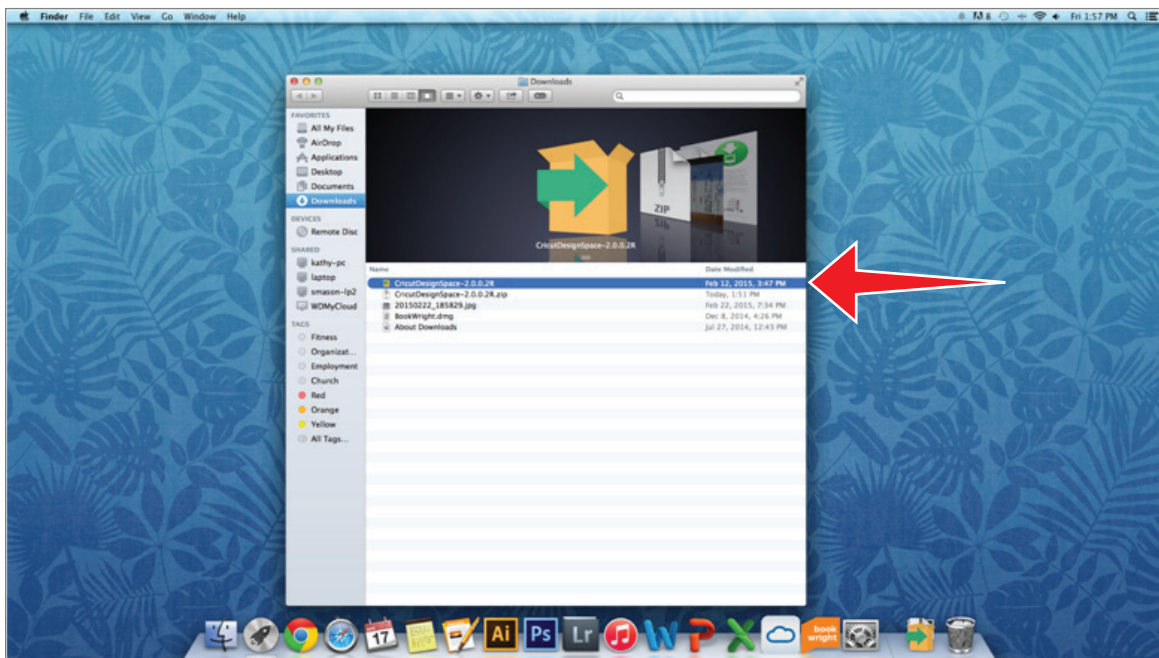 Finder File Edit View Go Window Help
8 Fri 1:57 PM
Downloads
FAVORITES
All My Files
AirDrop
Applications
Desktop
Documents
Downloads
DEVICES
Remote Disc
SHARED
kathy-pc
laptop
smason-lp2
WDMyCloud
TAGS
Fitness
Organizat...
Employment
Church
Red
Orange
Yellow
All Tags...
ZIP
CricutDesignSpace-2.0.0.2R
Name Date Modified
CricutDesignSpace-2.0.0.2R Feb 12, 2015, 3:47 PM
CricutDesignSpace-2.0.0.2R.zip Today, 1:51 PM
20150222_185829.jpg Feb 22, 2015, 7:34 PM
BookWright.dmg Dec 8, 2014, 4:26 PM
About Downloads Jul 27, 2014, 12:43 PM
17
Ai
Ps
Lr
book
wright